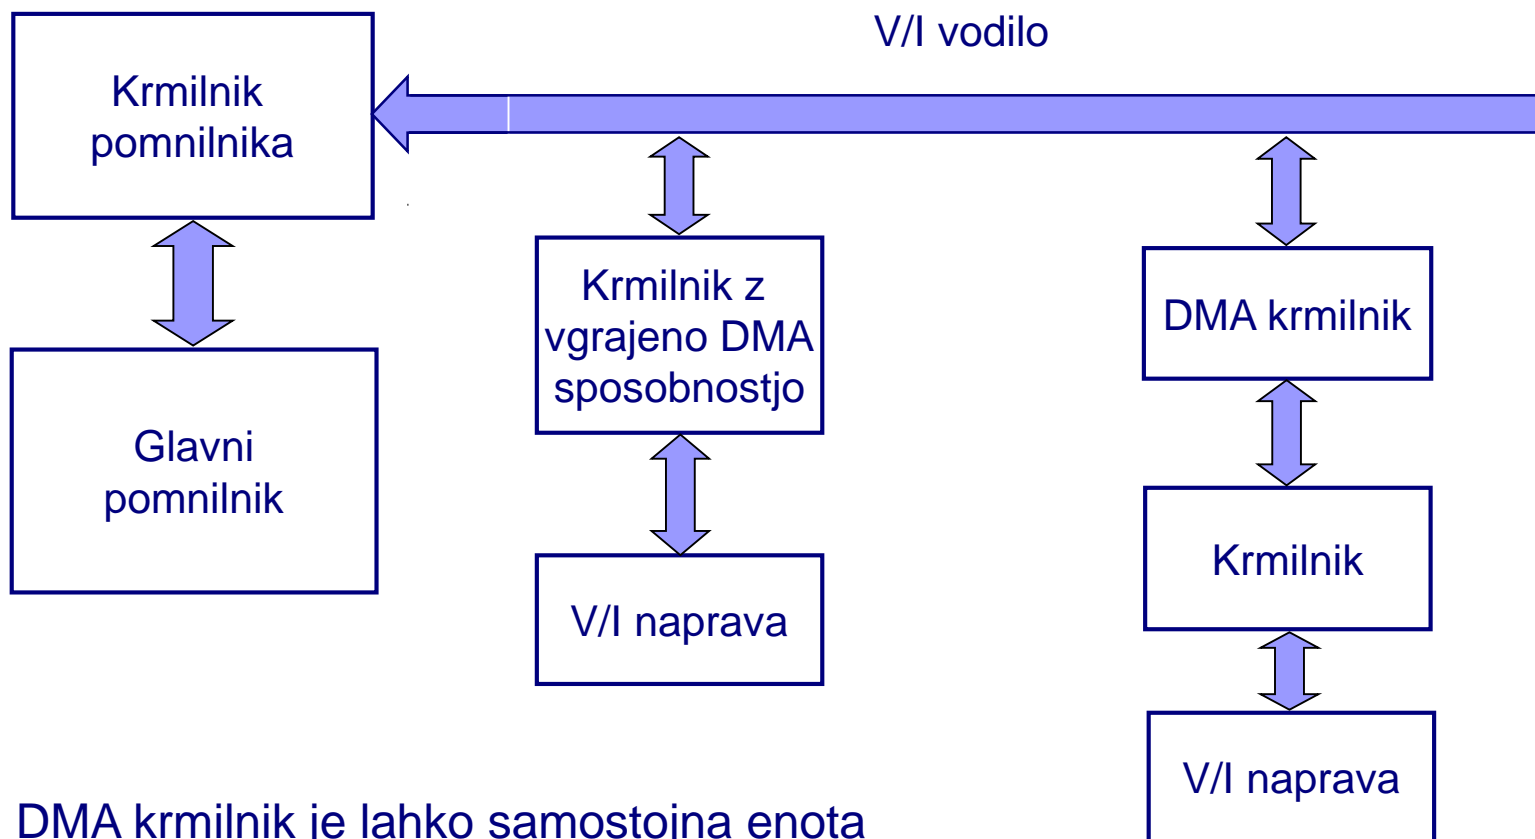 V/I vodilo
Krmilnik
pomnilnika
Krmilnik z
vgrajeno DMA
sposobnostjo
DMA krmilnik
Glavni
pomnilnik
Krmilnik
V/I naprava
V/I naprava
DMA krmilnik je lahko samostojna enota